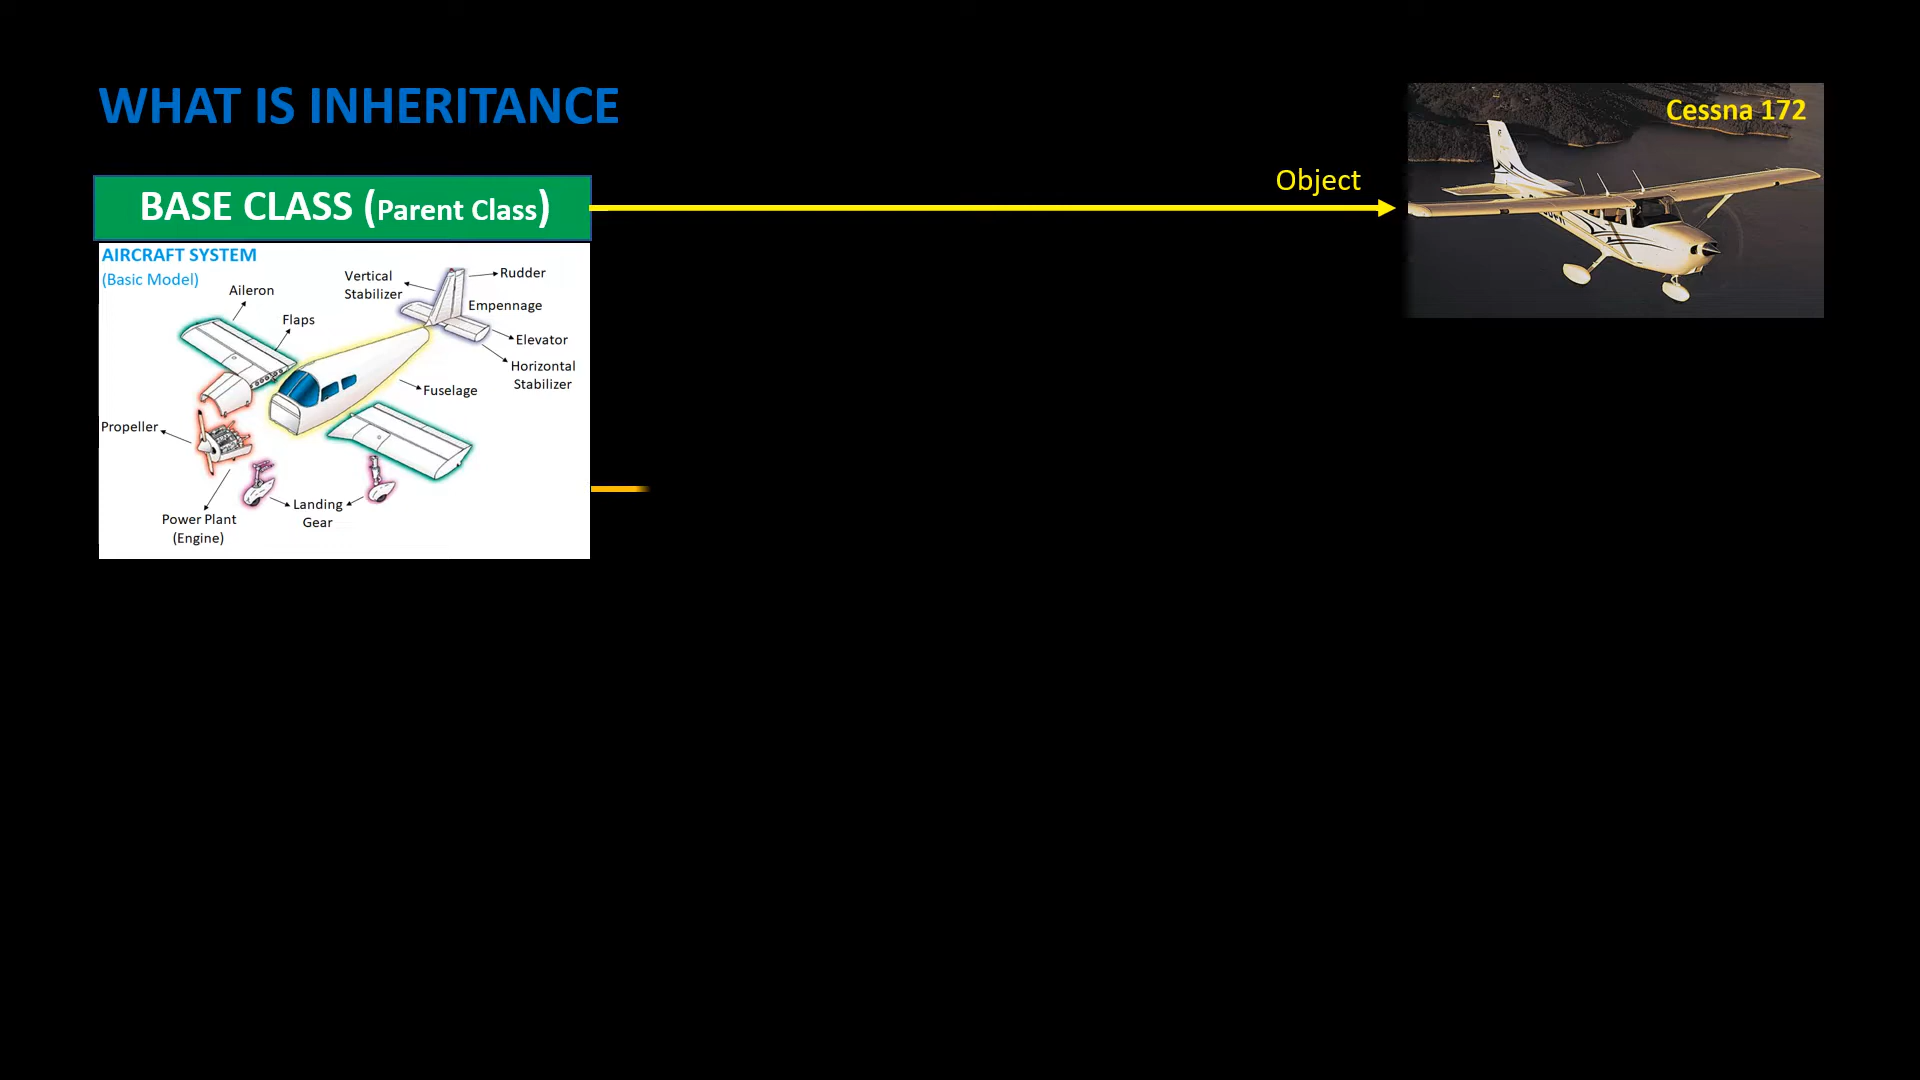 WHAT IS INHERITANCE
Cessna 172
Object
BASE CLASS (Parent Class)
AIRCRAFT SYSTEM
(Basic Model)
Aileron
Flaps
Vertical
Stabilizer
Rudder
Empennage
Elevator
Horizontal
Stabilizer
Fuselage
Propeller
Landing
Gear
Power Plant
(Engine)